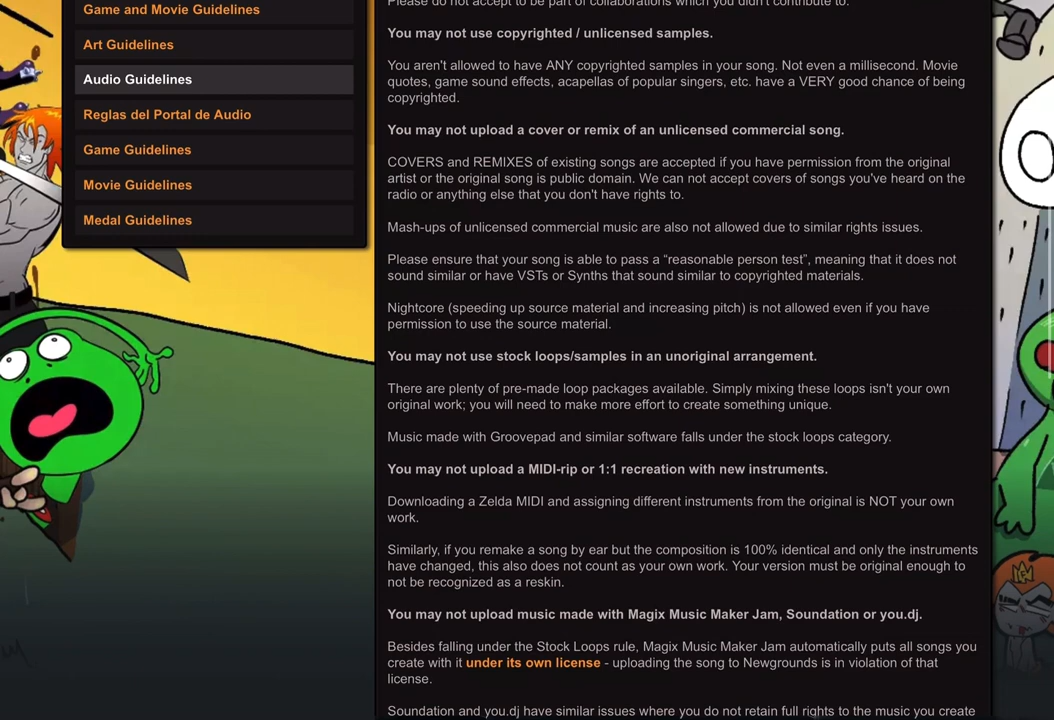 Game and Movie Guidelines
Art Guidelines
Audio Guidelines
Reglas del Portal de Audio
Game Guidelines
Movie Guidelines
Medal Guidelines
Please do not accept to be part of collaborations which you didn't contribute to.
You may not use copyrighted / unlicensed samples.
You aren't allowed to have ANY copyrighted samples in your song. Not even a millisecond. Movie
quotes, game sound effects, acapellas of popular singers, etc. have a VERY good chance of being
copyrighted.
You may not upload a cover or remix of an unlicensed commercial song.
COVERS and REMIXES of existing songs are accepted if you have permission from the original
artist or the original song is public domain. We can not accept covers of songs you've heard on the
radio or anything else that you don't have rights to.
Mash-ups of unlicensed commercial music are also not allowed due to similar rights issues.
Please ensure that your song is able to pass a “reasonable person test”, meaning that it does not
sound similar or have VSTs or Synths that sound similar to copyrighted materials.
Nightcore (speeding up source material and increasing pitch) is not allowed even if you have
permission to use the source material.
You may not use stock loops/samples in an unoriginal arrangement.
There are plenty of pre-made loop packages available. Simply mixing these loops isn't your own
original work; you will need to make more effort to create something unique.
Music made with Groovepad and similar software falls under the stock loops category.
You may not upload a MIDI-rip or 1:1 recreation with new instruments.
Downloading a Zelda MIDI and assigning different instruments from the original is NOT your own
work.
Similarly, if you remake a song by ear but the composition is 100% identical and only the instruments
have changed, this also does not count as your own work. Your version must be original enough to
not be recognized as a reskin.
You may not upload music made with Magix Music Maker Jam, Soundation or you.dj.
Besides falling under the Stock Loops rule, Magix Music Maker Jam automatically puts all songs you
create with it under its own license - uploading the song to Newgrounds is in violation of that
license.
Soundation and you.dj have similar issues where you do not retain full rights to the music you create